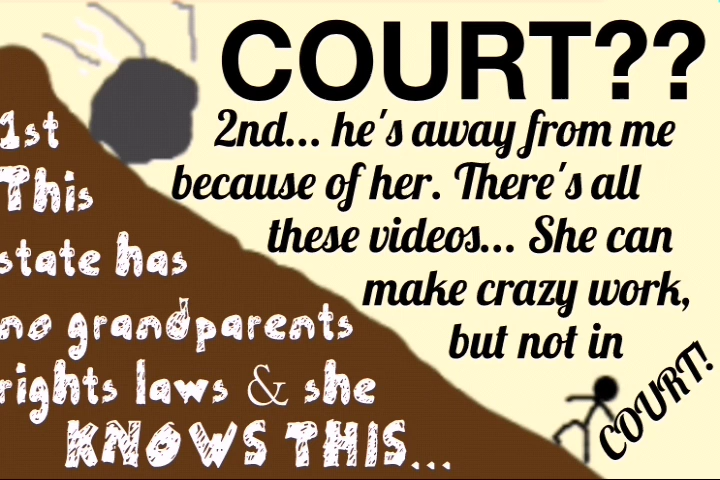 COURT??
1st
This
state has
no grandparents
rights laws & she
KNOWS THIS...
2nd... he's away from me
because of her. There's all
these videos... She can
make crazy work,
but not in
COURT!